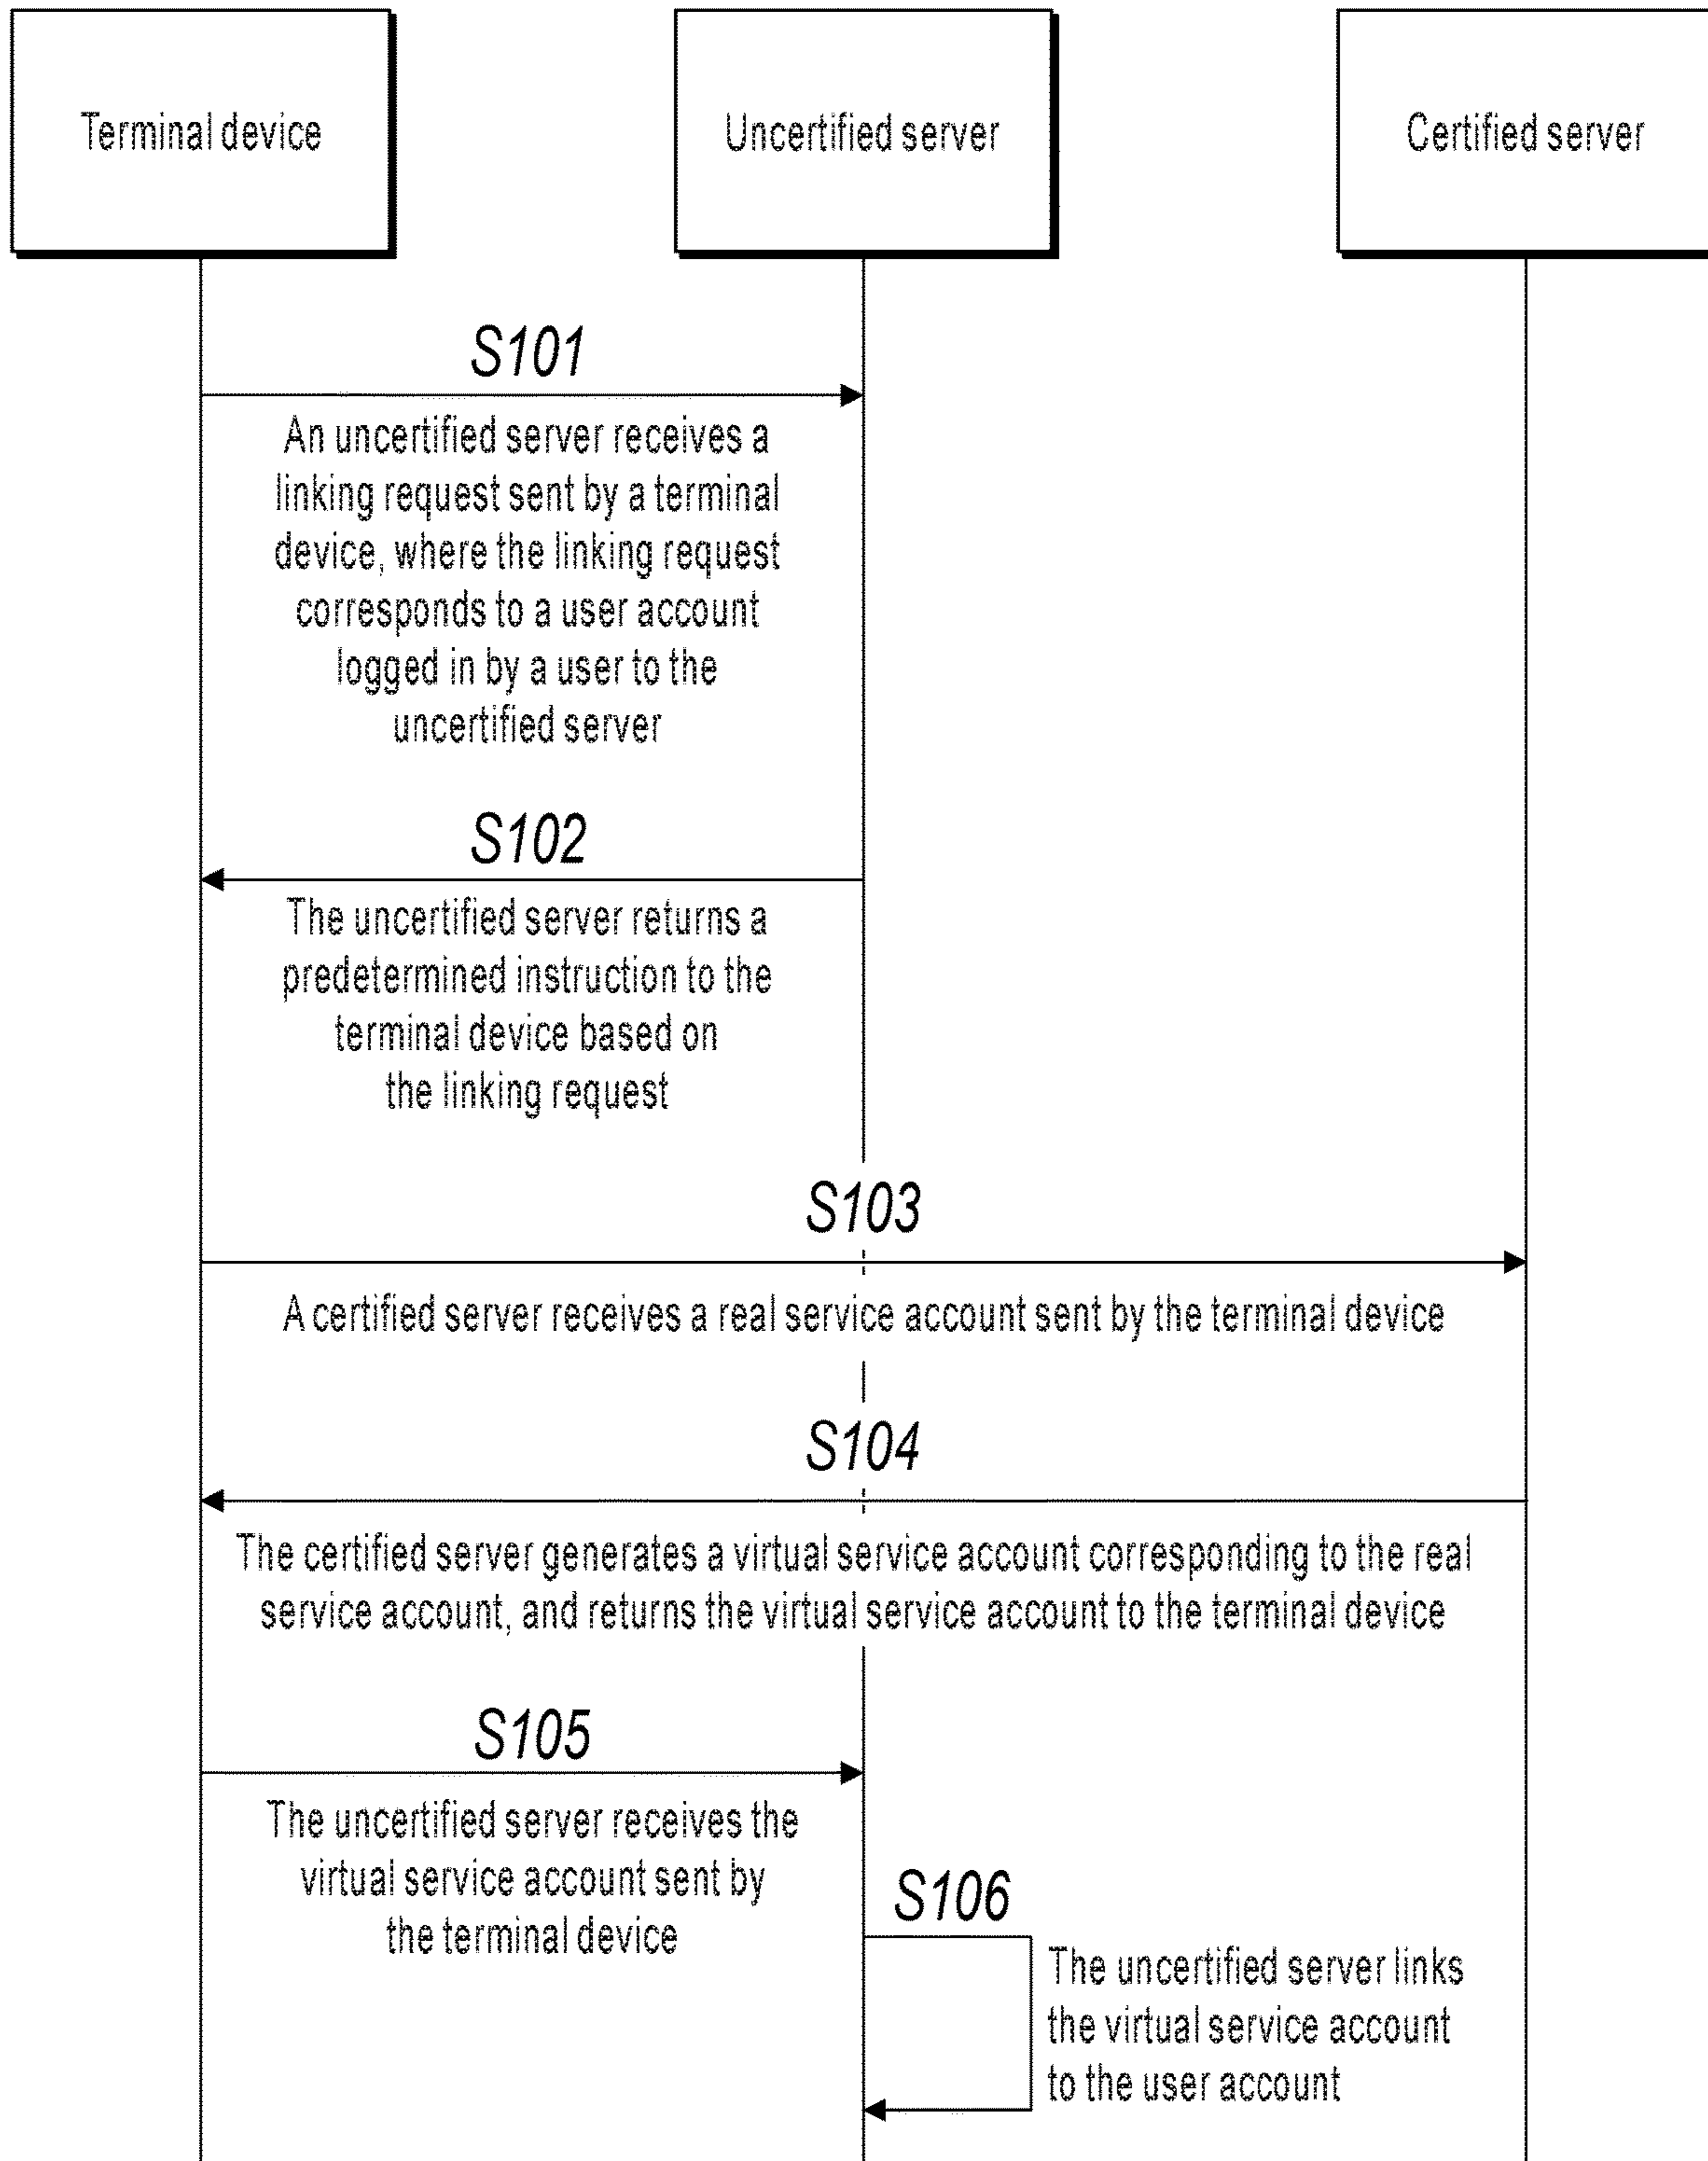 Terminal device
Uncertified server
Certified server
S101
An uncertified server receives a
linking request sent by a terminal
device, where the linking request
corresponds to a user account
logged in by a user to the
uncertified server
S102
The uncertified server returns a
predetermined instruction to the
terminal device based on
the linking request
S103
A certified server receives a real service account sent by the terminal device
S104
The certified server generates a virtual service account corresponding to the real
service account, and returns the virtual service account to the terminal device
S105
The uncertified server receives the
virtual service account sent by
the terminal device
S106
The uncertified server links
the virtual service account
to the user account